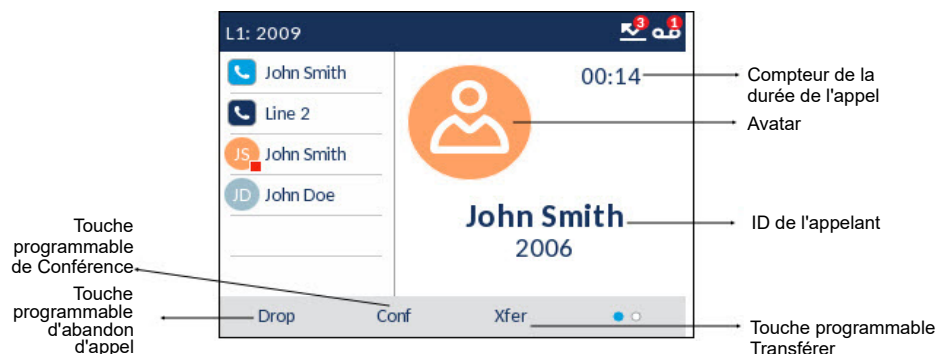 L1: 2009
3
1
John Smith
Line 2
JS John Smith
JD John Doe
00:14
John Smith
2006
Drop Conf Xfer
Compteur de la
durée de l'appel
Avatar
ID de l'appelant
Touche programmable
Transférer
Touche
programmable
de Conférence
Touche
programmable
d'abandon
d'appel